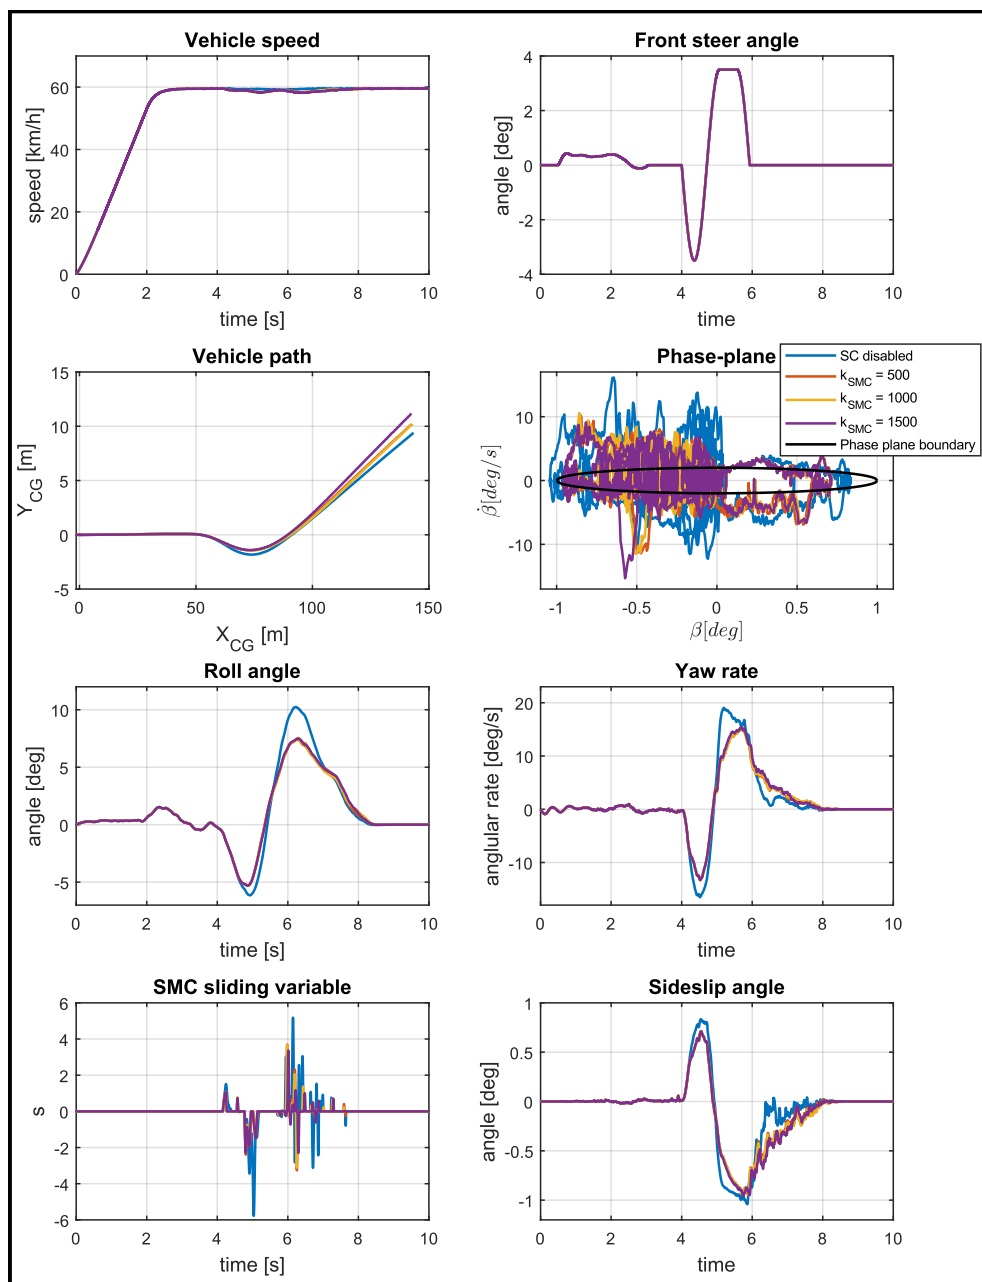 Vehicle speed
60
40
20
0
speed [km/h]
0 2 4 6 8 10
time [s]
Front steer angle
4
2
0
-2
-4
angle [deg]
0 2 4 6 8 10
time
Vehicle path
15
10
5
0
-5
Y_CG [m]
0 50 100 150
X_CG [m]
Phase-plane
SC disabled
k_SMC = 500
k_SMC = 1000
k_SMC = 1500
Phase plane boundary
10
0
-10
β̇[deg/s]
-1 -0.5 0 0.5 1
β[deg]
Roll angle
10
5
0
-5
angle [deg]
0 2 4 6 8 10
time [s]
Yaw rate
20
10
0
-10
anglular rate [deg/s]
0 2 4 6 8 10
time
SMC sliding variable
6
4
2
0
-2
-4
-6
s
0 2 4 6 8 10
time [s]
Sideslip angle
1
0.5
0
-0.5
-1
angle [deg]
0 2 4 6 8 10
time